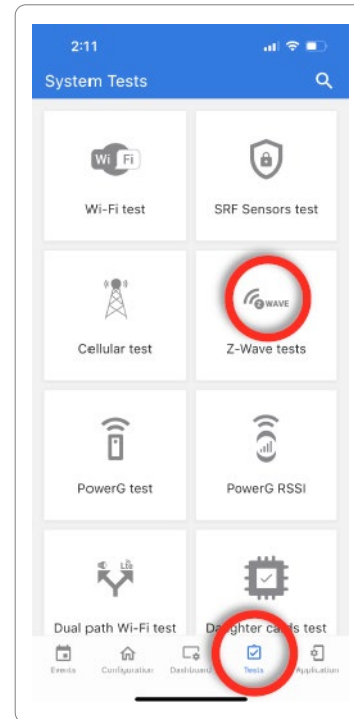 2:11
System Tests
Wi Fi
Wi-Fi test
SRF Sensors test
Z WAVE
Cellular test
Z-Wave tests
PowerG test
PowerG RSSI
LTE
Dual path Wi-Fi test
Daughter cards test
Events
Configuration
Dashboard
Tests
Application